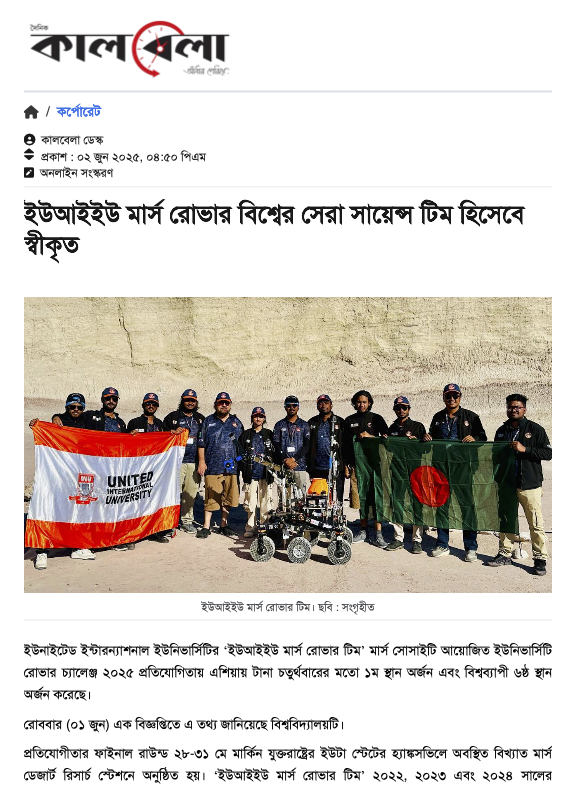 দৈনিক
কালবেলা
/ কর্পোরেট
কালবেলা ডেস্ক
প্রকাশ : ০২ জুন ২০২৫, ০৪:৫০ পিএম
অনলাইন সংস্করণ
ইউআইইউ মার্স রোভার বিশ্বের সেরা সায়েন্স টিম হিসেবে
স্বীকৃত
UIU
UNITED
INTERNATIONAL
UNIVERSITY
ইউআইইউ মার্স রোভার টিম। ছবি : সংগৃহীত
ইউনাইটেড ইন্টারন্যাশনাল ইউনিভার্সিটির ‘ইউআইইউ মার্স রোভার টিম’ মার্স সোসাইটি আয়োজিত ইউনিভার্সিটি
রোভার চ্যালেঞ্জ ২০২৫ প্রতিযোগিতায় এশিয়ায় টানা চতুর্থবারের মতো ১ম স্থান অর্জন এবং বিশ্বব্যাপী ৬ষ্ঠ স্থান
অর্জন করেছে।
রোববার (০১ জুন) এক বিজ্ঞপ্তিতে এ তথ্য জানিয়েছে বিশ্ববিদ্যালয়টি।
প্রতিযোগীতার ফাইনাল রাউন্ড ২৮-৩১ মে মার্কিন যুক্তরাষ্ট্রের ইউটা স্টেটের হ্যাঙ্কসভিলে অবস্থিত বিখ্যাত মার্স
ডেজার্ট রিসার্চ স্টেশনে অনুষ্ঠিত হয়। ‘ইউআইইউ মার্স রোভার টিম’ ২০২২, ২০২৩ এবং ২০২৪ সালের